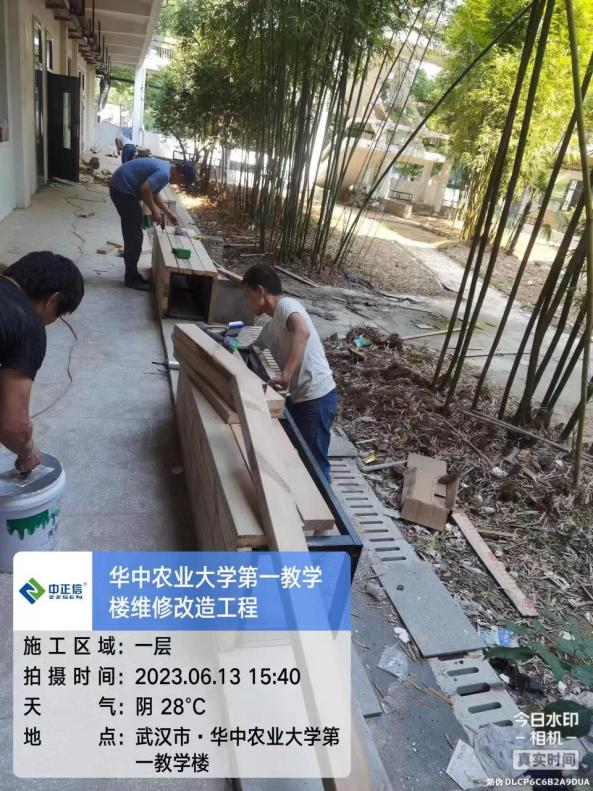 中正信
ZZSEN
华中农业大学第一教学
楼维修改造工程
施工区域：一层
拍摄时间：2023.06.13 15:40
天气：阴 28°C
地点：武汉市·华中农业大学第
一教学楼
今日水印
-相机-
真实时间
防伪 DLCP6C6B2A9DUA